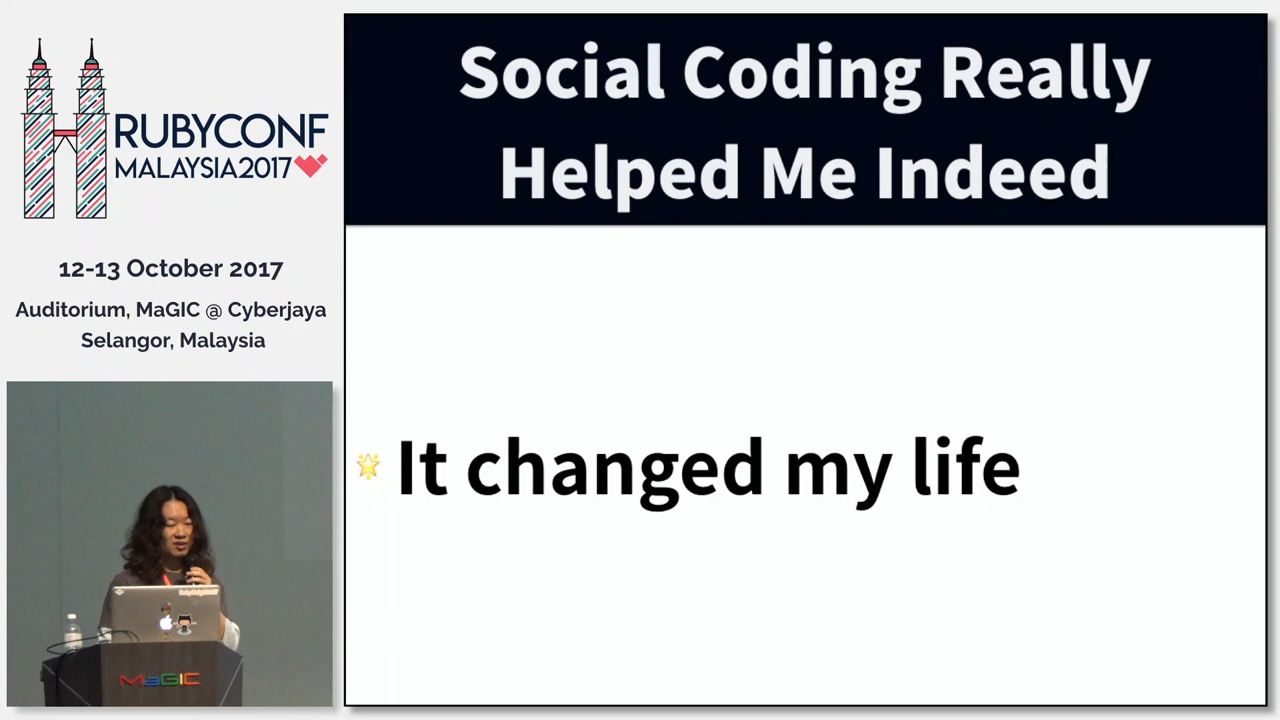 RUBYCONF
MALAYSIA2017
12-13 October 2017
Auditorium, MaGIC @ Cyberjaya
Selangor, Malaysia
MaGIC
Social Coding Really
Helped Me Indeed
It changed my life